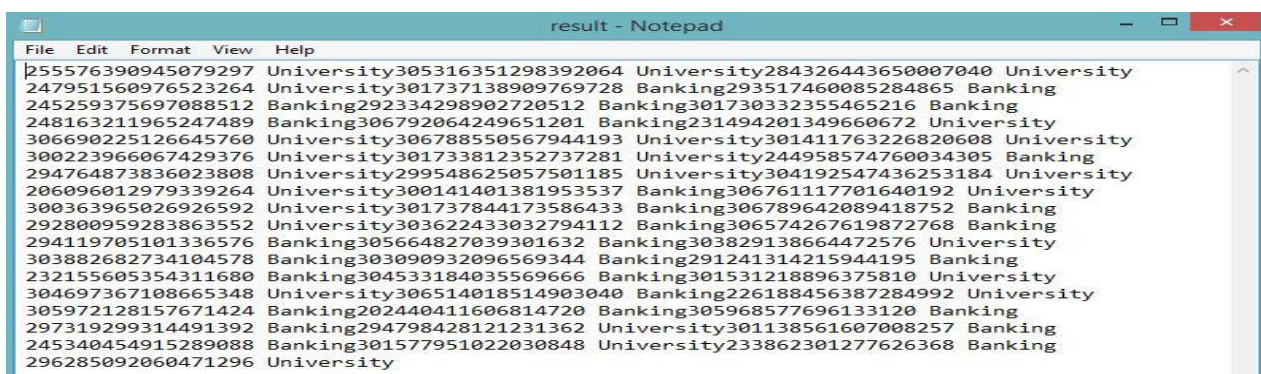 result - Notepad
File Edit Format View Help
255576390945079297 University305316351298392064 University284326443650007040 University
247951560976523264 University301737138909769728 Banking293517460085284865 Banking
245259375697088512 Banking292334298902720512 Banking301730332355465216 Banking
248163211965247489 Banking306792064249651201 Banking231494201349660672 University
306690225126645760 University306788550567944193 University301411763226820608 University
300223966067429376 University301733812352737281 University244958574760034305 Banking
294764873836023808 University299548625057501185 University304192547436253184 University
206096012979339264 University300141401381953537 Banking306761117701640192 University
300363965026926592 University301737844173586433 Banking306789642089418752 Banking
292800959283863552 University303622433032794112 Banking306574267619872768 Banking
294119705101336576 Banking305664827039301632 Banking303829138664472576 University
303882682734104578 Banking303090932096569344 Banking291241314215944195 Banking
232155605354311680 Banking304533184035569666 Banking301531218896375810 University
304697367108665348 University306514018514903040 Banking226188456387284992 University
305972128157671424 Banking202440411606814720 Banking305968577696133120 Banking
297319299314491392 Banking294798428121231362 University301138561607008257 Banking
245340454915289088 Banking301577951022030848 University233862301277626368 Banking
296285092060471296 University